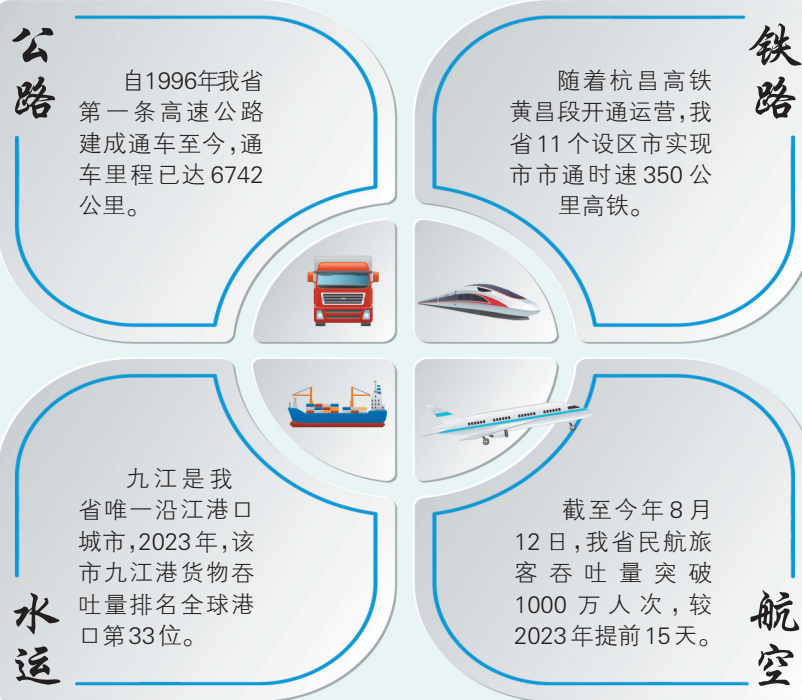 公路
自1996年我省
第一条高速公路
建成通车至今,通
车里程已达6742
公里。
铁路
随着杭昌高铁
黄昌段开通运营,我
省11个设区市实现
市市通时速350公
里高铁。
水运
九江是我
省唯一沿江港口
城市,2023年,该
市九江港货物吞
吐量排名全球港
口第33位。
航空
截至今年8月
12日,我省民航旅
客吞吐量突破
1000万人次,较
2023年提前15天。